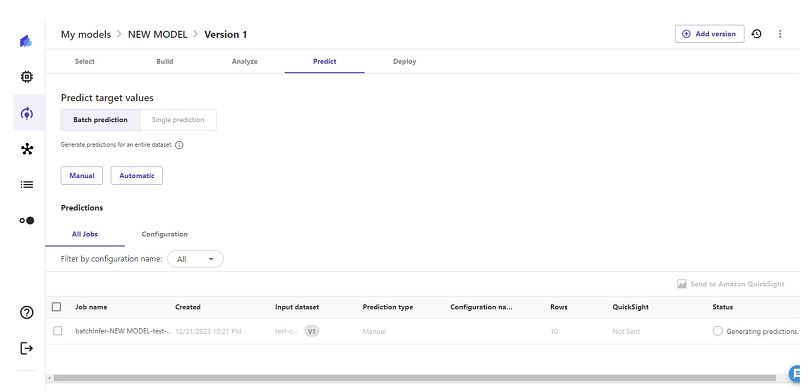 My models > NEW MODEL > Version 1
Add version
Select Build Analyze Predict Deploy
Predict target values
Batch prediction Single prediction
Generate predictions for an entire dataset.
Manual Automatic
Predictions
All Jobs Configuration
Filter by configuration name: All
Send to Amazon QuickSight
Job name Created Input dataset Prediction type Configuration na... Rows QuickSight Status
batchInfer-NEW MODEL-test-.. 12/31/2023 10:21 PM test-c... V1 Manual 10 Not Sent Generating predictions.